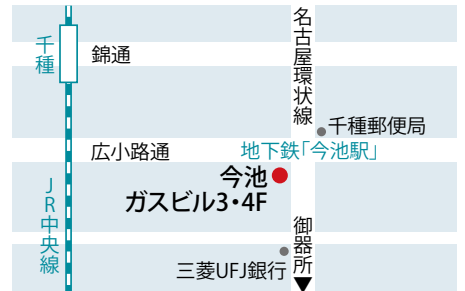 千種
錦通
名古屋環状線
千種郵便局
広小路通
地下鉄「今池駅」
今池
ガスビル3・4F
JR中央線
御器所
三菱UFJ銀行